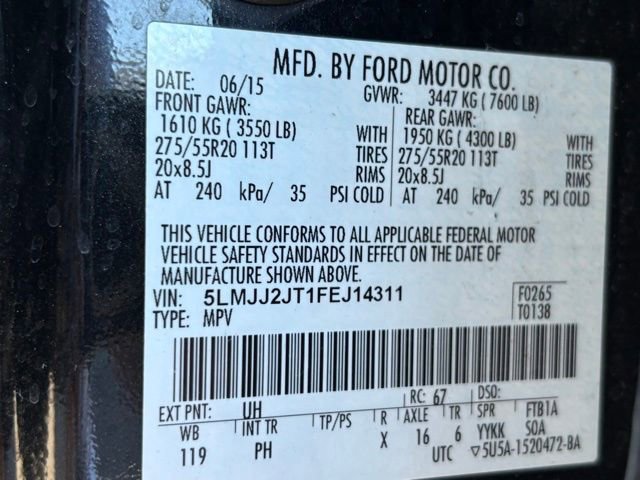 MFD. BY FORD MOTOR CO.
DATE: 06/15 GVWR: 3447 KG ( 7600 LB)
FRONT GAWR: REAR GAWR:
1610 KG ( 3550 LB) WITH 1950 KG ( 4300 LB) WITH
275/55R20 113T TIRES 275/55R20 113T TIRES
20x8.5J RIMS 20x8.5J RIMS
AT 240 kPa/ 35 PSI COLD AT 240 kPa/ 35 PSI COLD
THIS VEHICLE CONFORMS TO ALL APPLICABLE FEDERAL MOTOR
VEHICLE SAFETY STANDARDS IN EFFECT ON THE DATE OF
MANUFACTURE SHOWN ABOVE.
VIN: 5LMJJ2JT1FEJ14311 F0265
TYPE: MPV T0138
EXT PNT: UH RC: 67 DSO:
WB INT TR TP/PS R AXLE TR SPR FTB1A
119 PH X 16 6 YYKK SOA
UTC ▽5U5A-1520472-BA